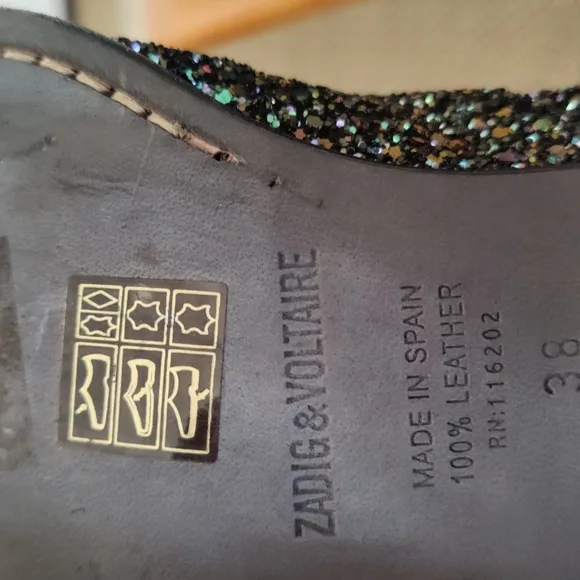 ZADIG&VOLTAIRE
MADE IN SPAIN
100% LEATHER
RN:116202
38